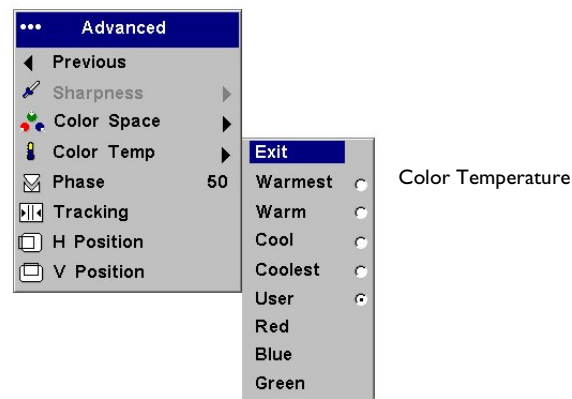 ••• Advanced
Previous
Sharpness
Color Space
Color Temp
Phase 50
Tracking
H Position
V Position
Exit
Warmest
Warm
Cool
Coolest
User
Red
Blue
Green
Color Temperature